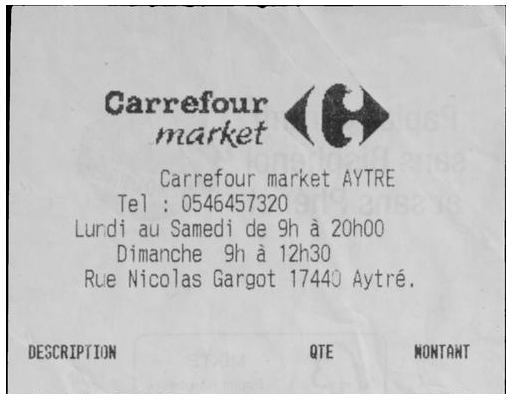 Carrefour
market
Carrefour market AYTRE
Tel : 0546457320
Lundi au Samedi de 9h à 20h00
Dimanche 9h à 12h30
Rue Nicolas Gargot 17440 Aytré.
DESCRIPTION QTE MONTANT